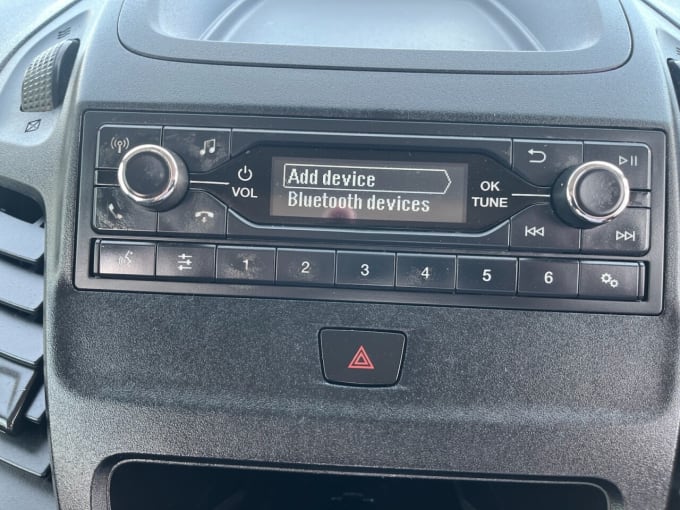 Add device
Bluetooth devices
VOL
OK
TUNE
1 2 3 4 5 6